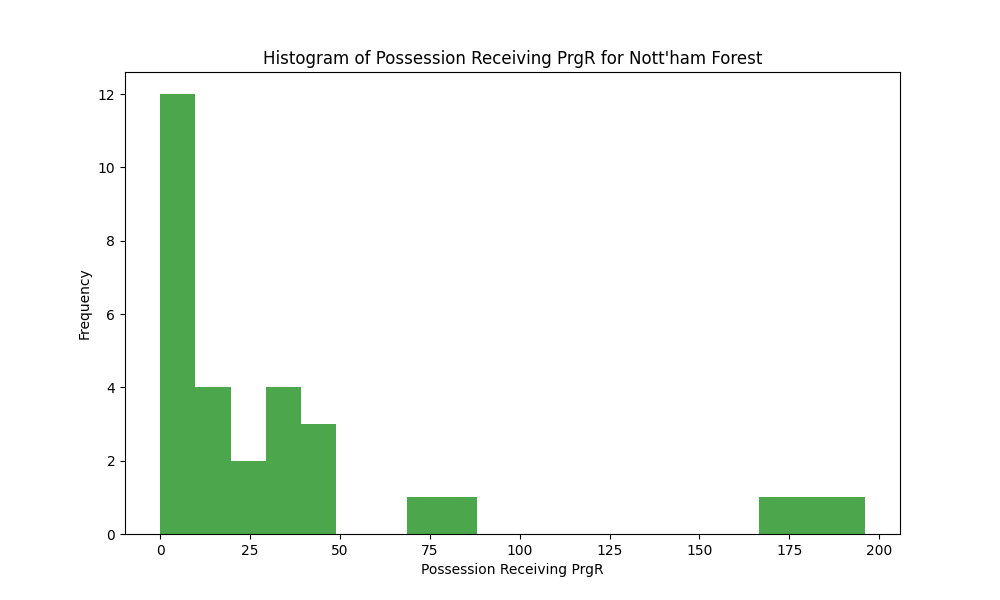 Histogram of Possession Receiving PrgR for Nott'ham Forest
12
10
8
6
4
2
0
Frequency
0 25 50 75 100 125 150 175 200
Possession Receiving PrgR